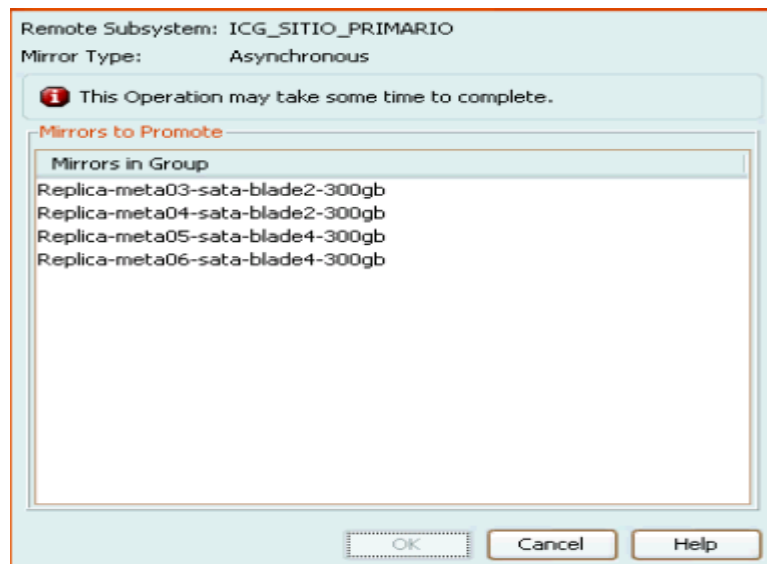 Remote Subsystem: ICG_SITIO_PRIMARIO
Mirror Type: Asynchronous
This Operation may take some time to complete.
Mirrors to Promote
Mirrors in Group
Replica-meta03-sata-blade2-300gb
Replica-meta04-sata-blade2-300gb
Replica-meta05-sata-blade4-300gb
Replica-meta06-sata-blade4-300gb
OK Cancel Help